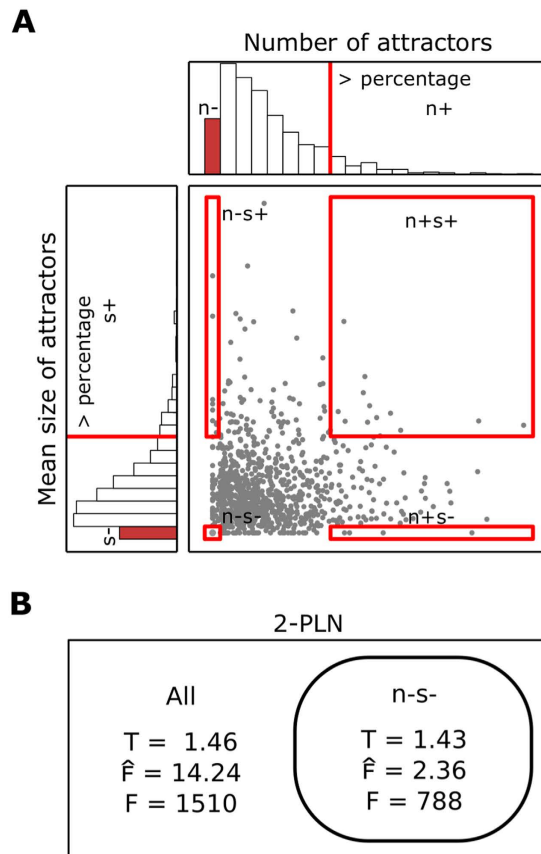 A
Number of attractors
> percentage
n-
n+
Mean size of attractors
> percentage
s+
s-
n-s+
n+s+
n-s-
n+s-
B
2-PLN
All
T = 1.46
F̂ = 14.24
F = 1510
n-s-
T = 1.43
F̂ = 2.36
F = 788